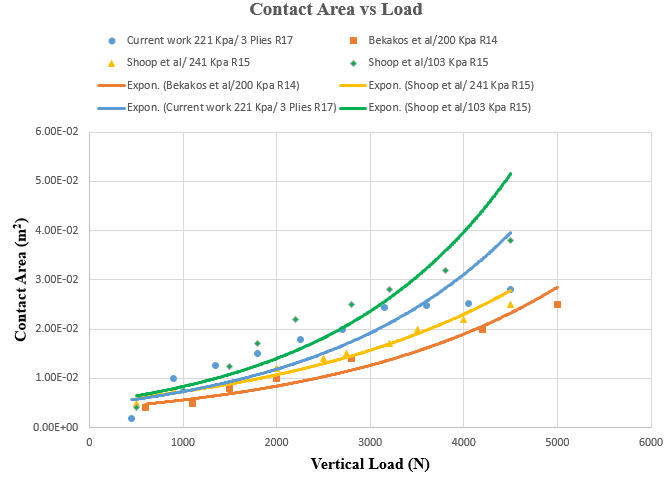 Contact Area vs Load
Current work 221 Kpa/ 3 Plies R17
Bekakos et al/200 Kpa R14
Shoop et al/ 241 Kpa R15
Shoop et al/103 Kpa R15
Expon. (Bekakos et al/200 Kpa R14)
Expon. (Shoop et al/ 241 Kpa R15)
Expon. (Current work 221 Kpa/ 3 Plies R17)
Expon. (Shoop et al/103 Kpa R15)
6.00E-02
5.00E-02
4.00E-02
3.00E-02
2.00E-02
1.00E-02
0.00E+00
Contact Area (m²)
0 1000 2000 3000 4000 5000 6000
Vertical Load (N)